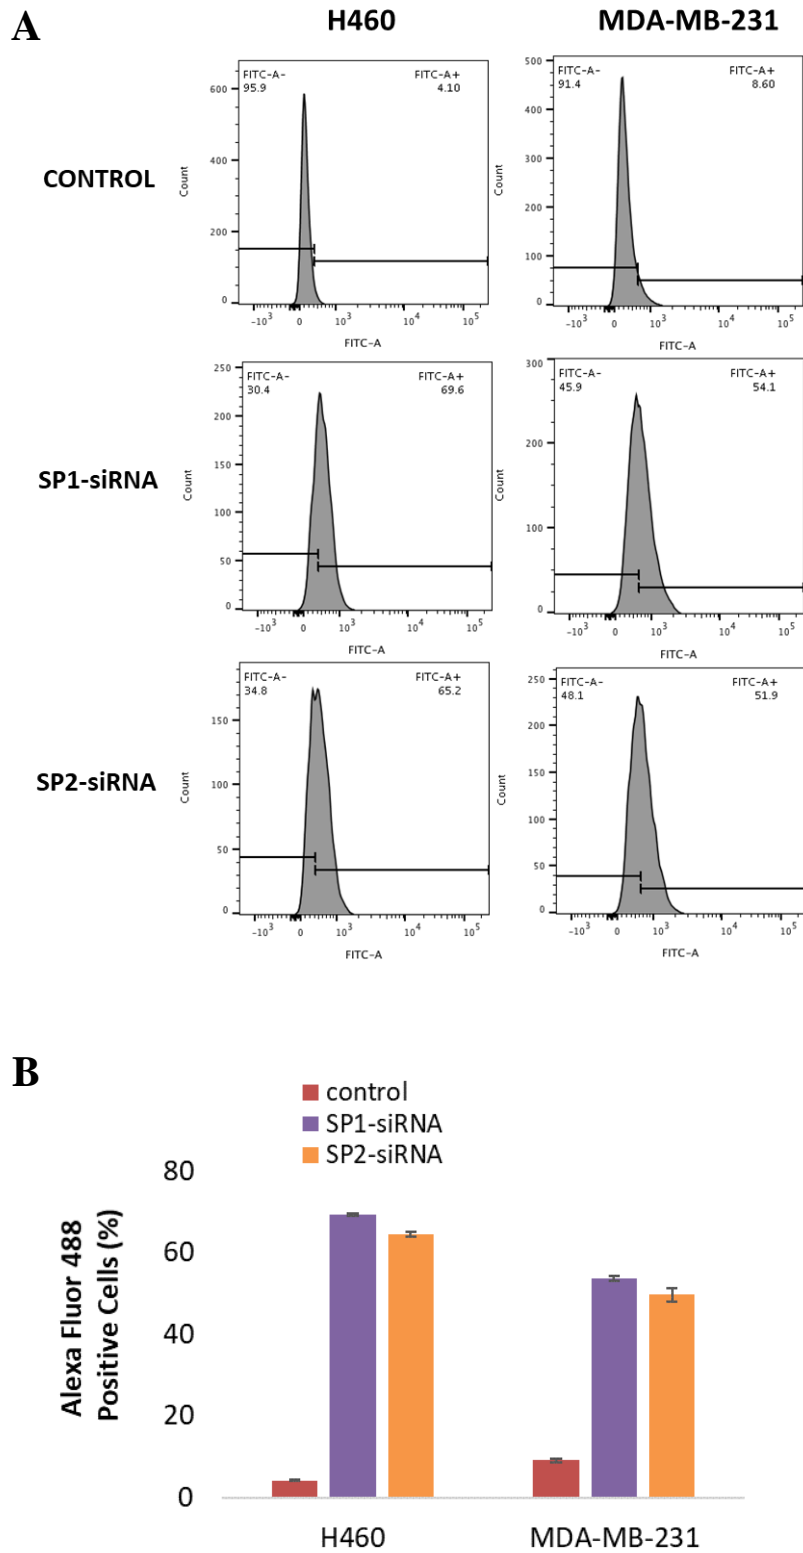 A
H460 MDA-MB-231
CONTROL
FITC-A- FITC-A+
95.9 4.10
600
400
200
0
Count
-10³ 0 10³ 10⁴ 10⁵
FITC-A
FITC-A- FITC-A+
91.4 8.60
500
400
300
200
100
0
Count
-10³ 0 10³ 10⁴ 10⁵
FITC-A
SP1-siRNA
FITC-A- FITC-A+
30.4 69.6
250
200
150
100
50
0
Count
-10³ 0 10³ 10⁴ 10⁵
FITC-A
FITC-A- FITC-A+
45.9 54.1
300
200
100
0
Count
-10³ 0 10³ 10⁴ 10⁵
FITC-A
SP2-siRNA
FITC-A- FITC-A+
34.8 65.2
150
100
50
0
Count
-10³ 0 10³ 10⁴ 10⁵
FITC-A
FITC-A- FITC-A+
48.1 51.9
250
200
150
100
50
0
Count
-10³ 0 10³ 10⁴ 10⁵
FITC-A
B
control
SP1-siRNA
SP2-siRNA
Alexa Fluor 488
Positive Cells (%)
80
60
40
20
0
H460 MDA-MB-231